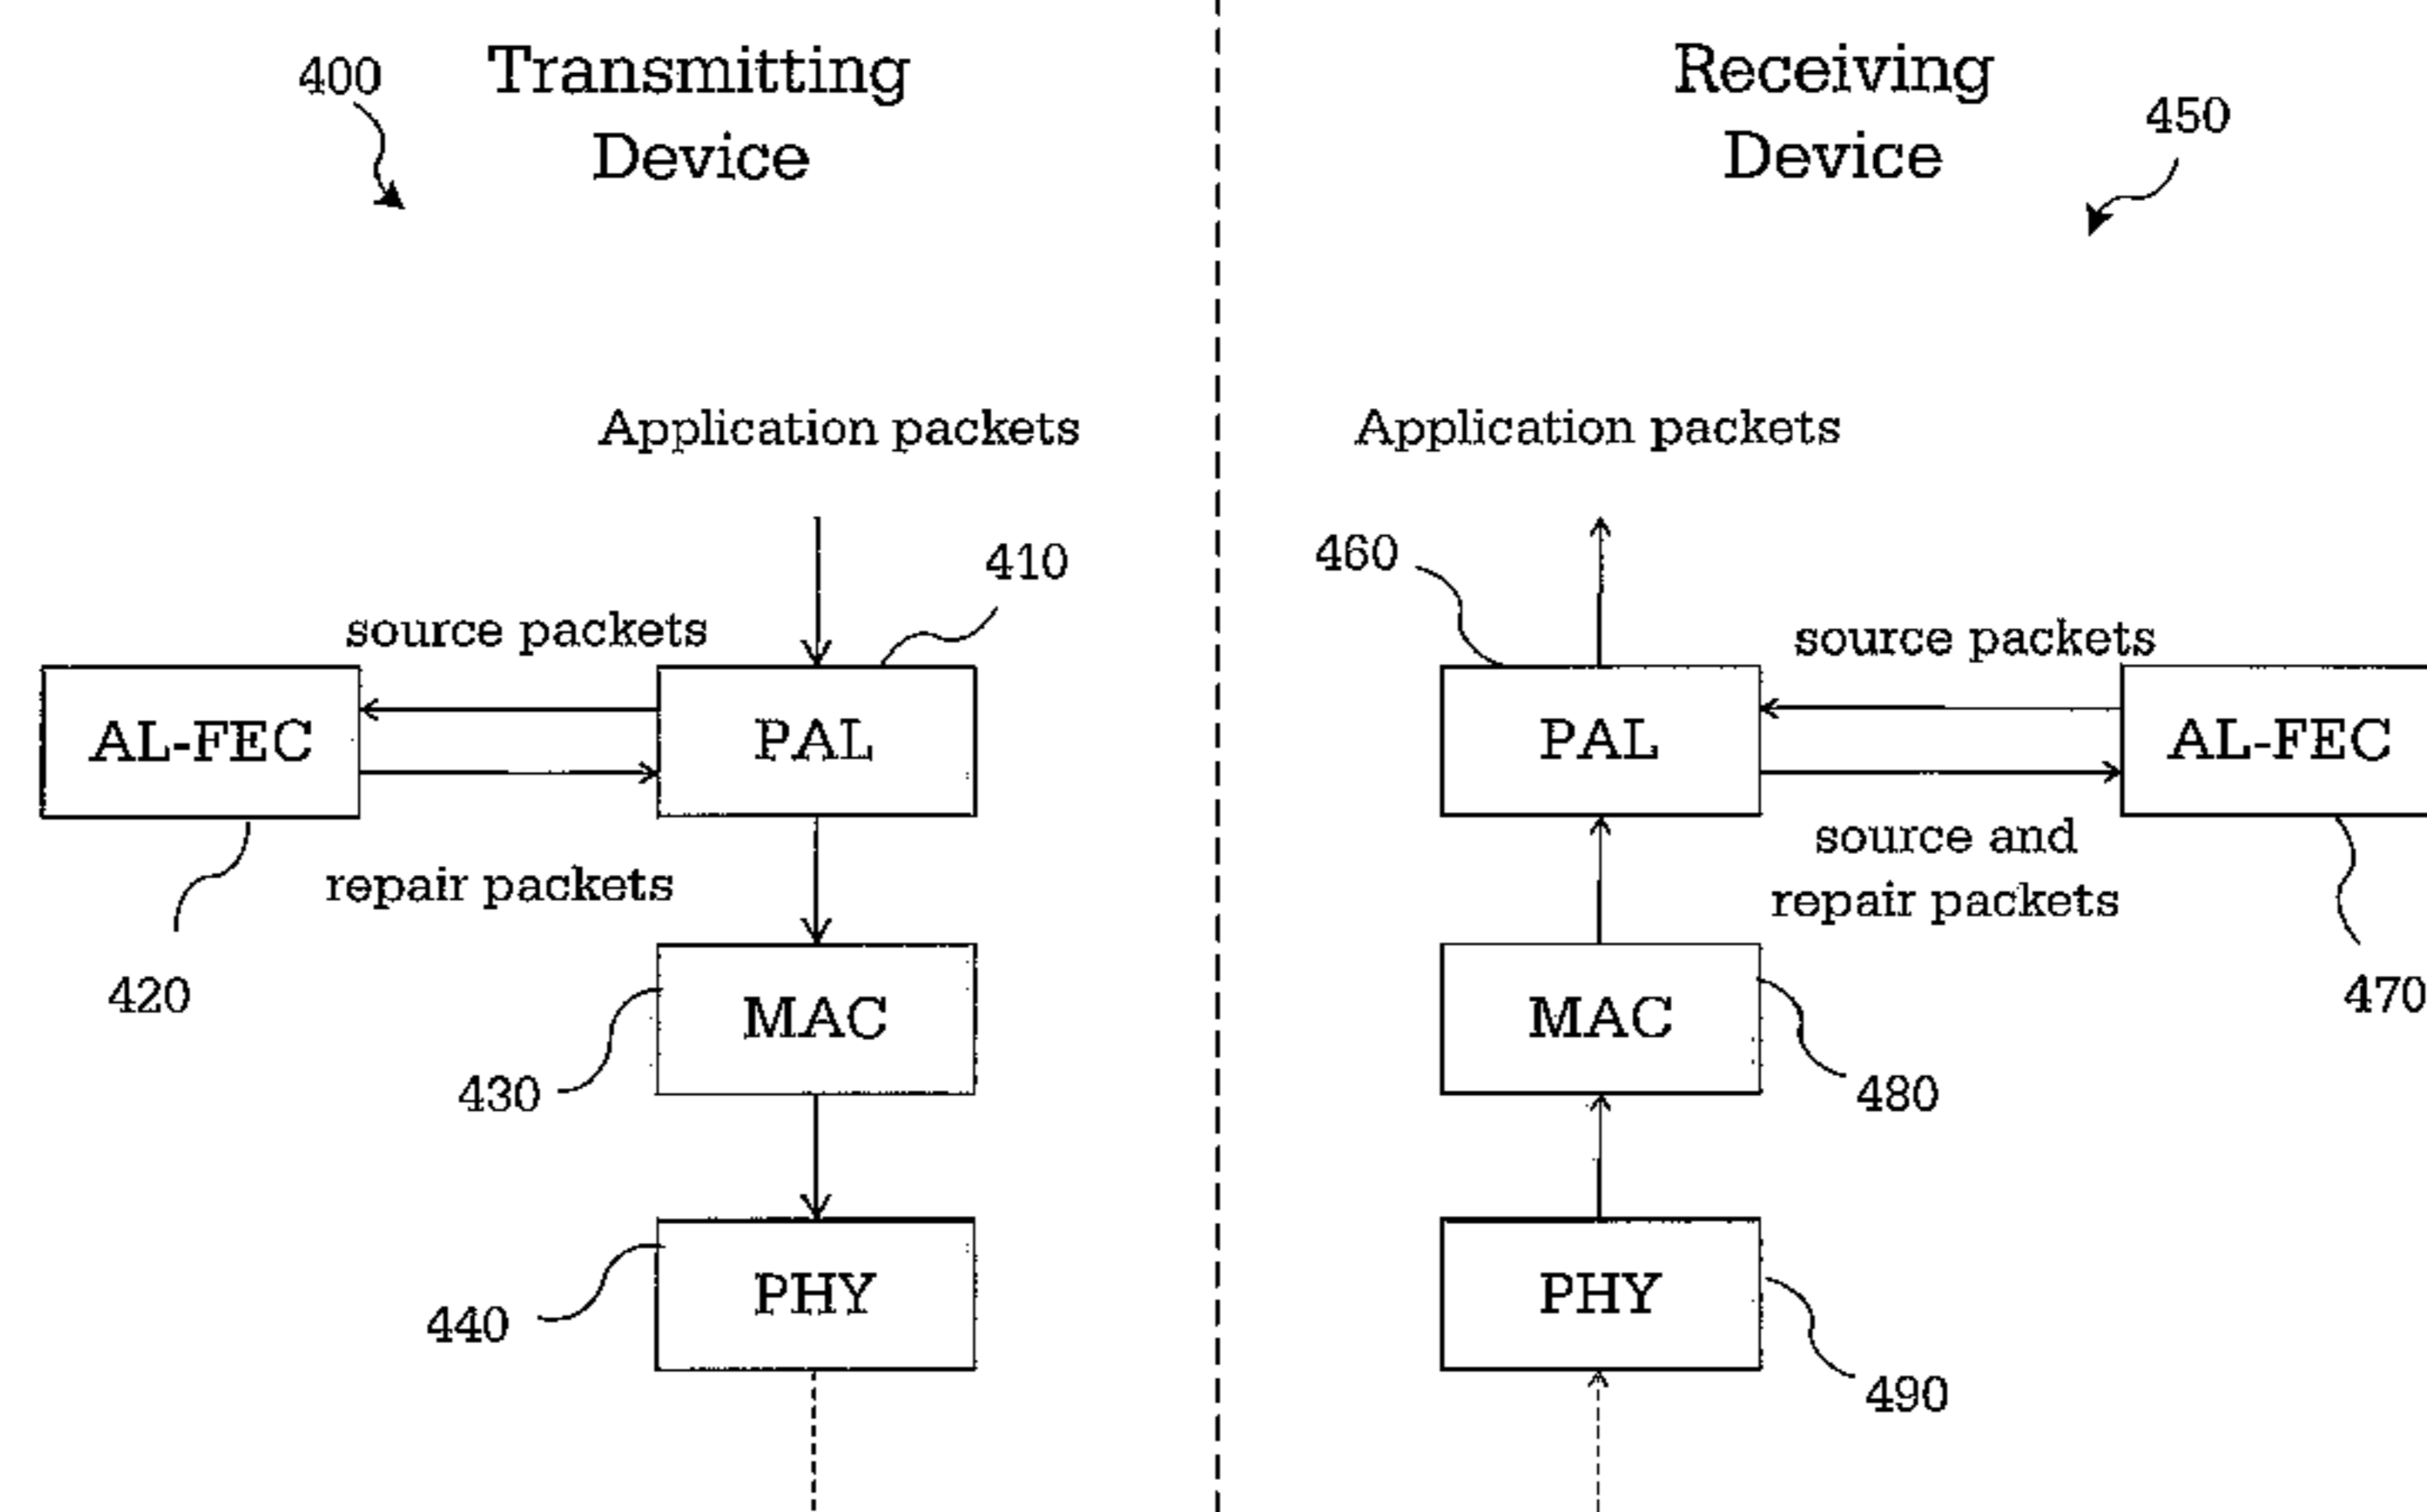 400
Transmitting
Device
Receiving
Device
450
Application packets
Application packets
410
460
source packets
source packets
AL-FEC
PAL
PAL
AL-FEC
repair packets
source and
repair packets
420
470
MAC
MAC
430
480
PHY
PHY
440
490